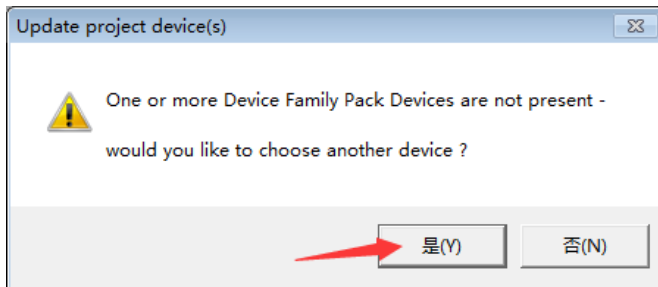 Update project device(s)
One or more Device Family Pack Devices are not present -
would you like to choose another device ?
是(Y)
否(N)